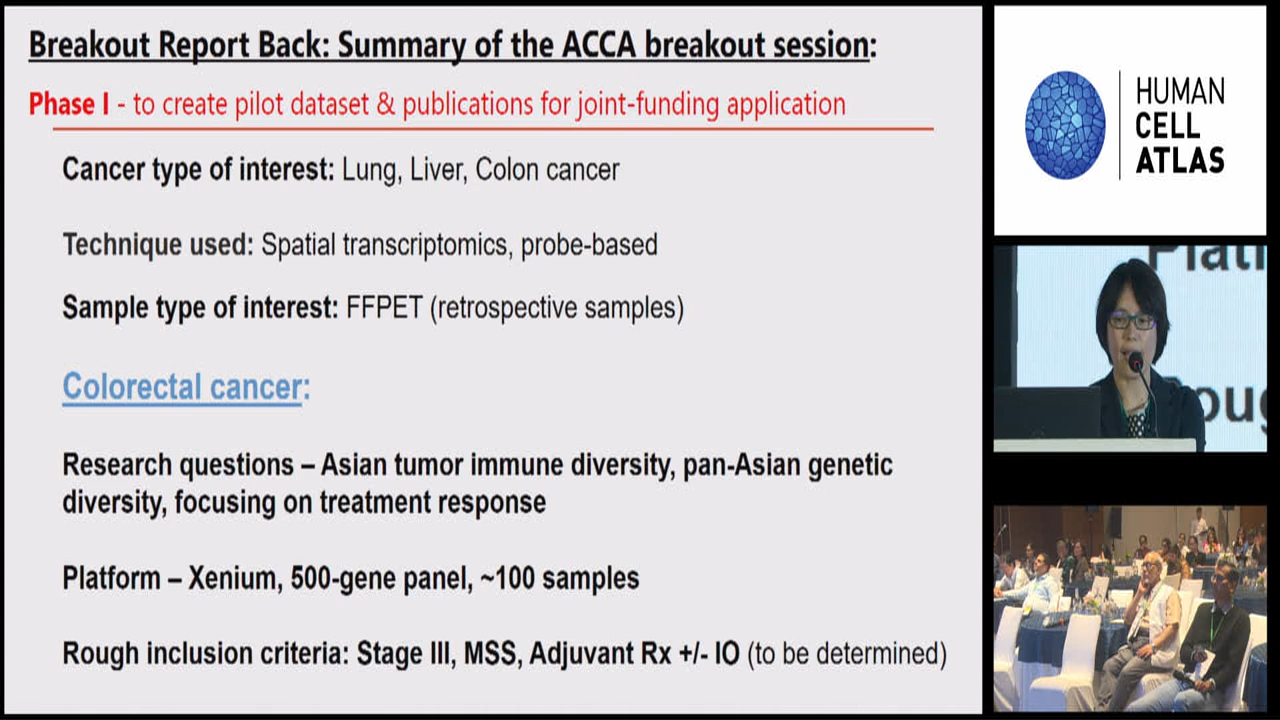 Breakout Report Back: Summary of the ACCA breakout session:
Phase I - to create pilot dataset & publications for joint-funding application
Cancer type of interest: Lung, Liver, Colon cancer
Technique used: Spatial transcriptomics, probe-based
Sample type of interest: FFPET (retrospective samples)
Colorectal cancer:
Research questions – Asian tumor immune diversity, pan-Asian genetic
diversity, focusing on treatment response
Platform – Xenium, 500-gene panel, ~100 samples
Rough inclusion criteria: Stage III, MSS, Adjuvant Rx +/- IO (to be determined)
HUMAN
CELL
ATLAS